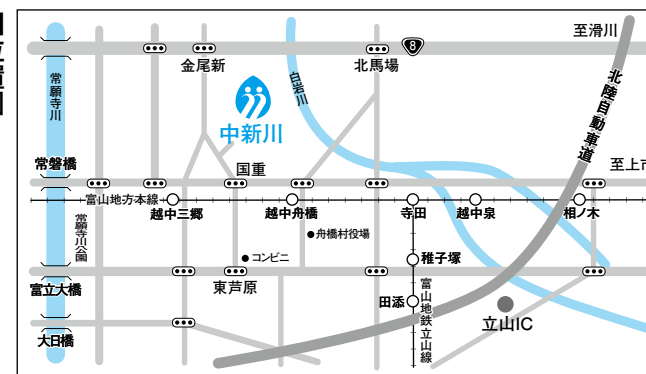 8
至滑川
金尾新
北馬場
常願寺川
白岩川
北陸自動車道
中新川
常磐橋
国重
至上市
富山地方本線
越中三郷
越中舟橋
寺田
越中泉
相ノ木
常願寺川公園
舟橋村役場
コンビニ
稚子塚
富立大橋
東芦原
田添
富山地鉄立山線
立山IC
大日橋